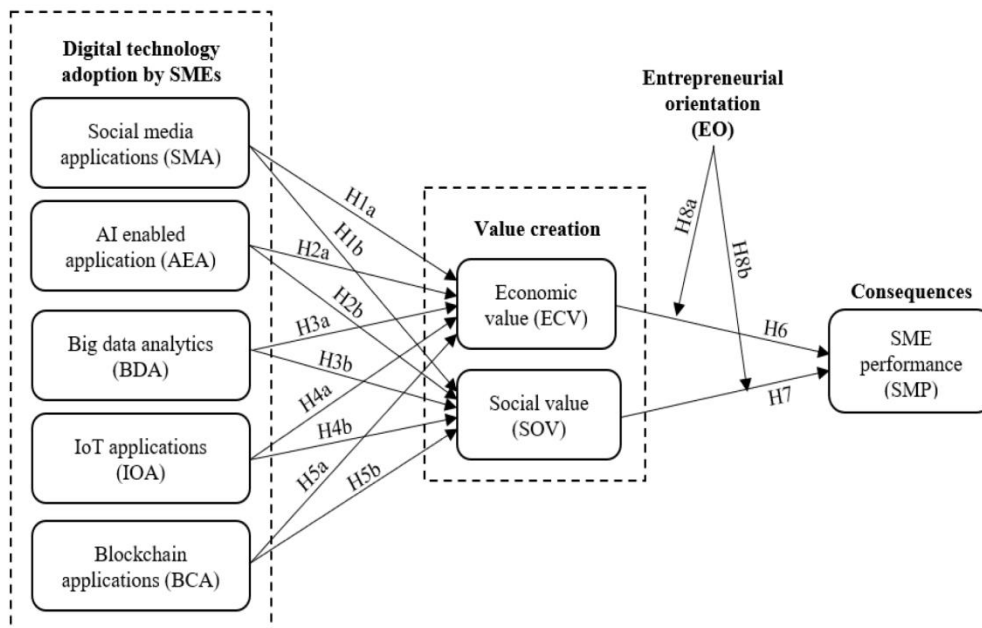 Digital technology
adoption by SMEs
Social media
applications (SMA)
AI enabled
application (AEA)
Big data analytics
(BDA)
IoT applications
(IOA)
Blockchain
applications (BCA)
H1a
H1b
H2a
H2b
H3a
H3b
H4a
H4b
H5a
H5b
Value creation
Economic
value (ECV)
Social value
(SOV)
Entrepreneurial
orientation
(EO)
H8a
H8b
H6
H7
Consequences
SME
performance
(SMP)